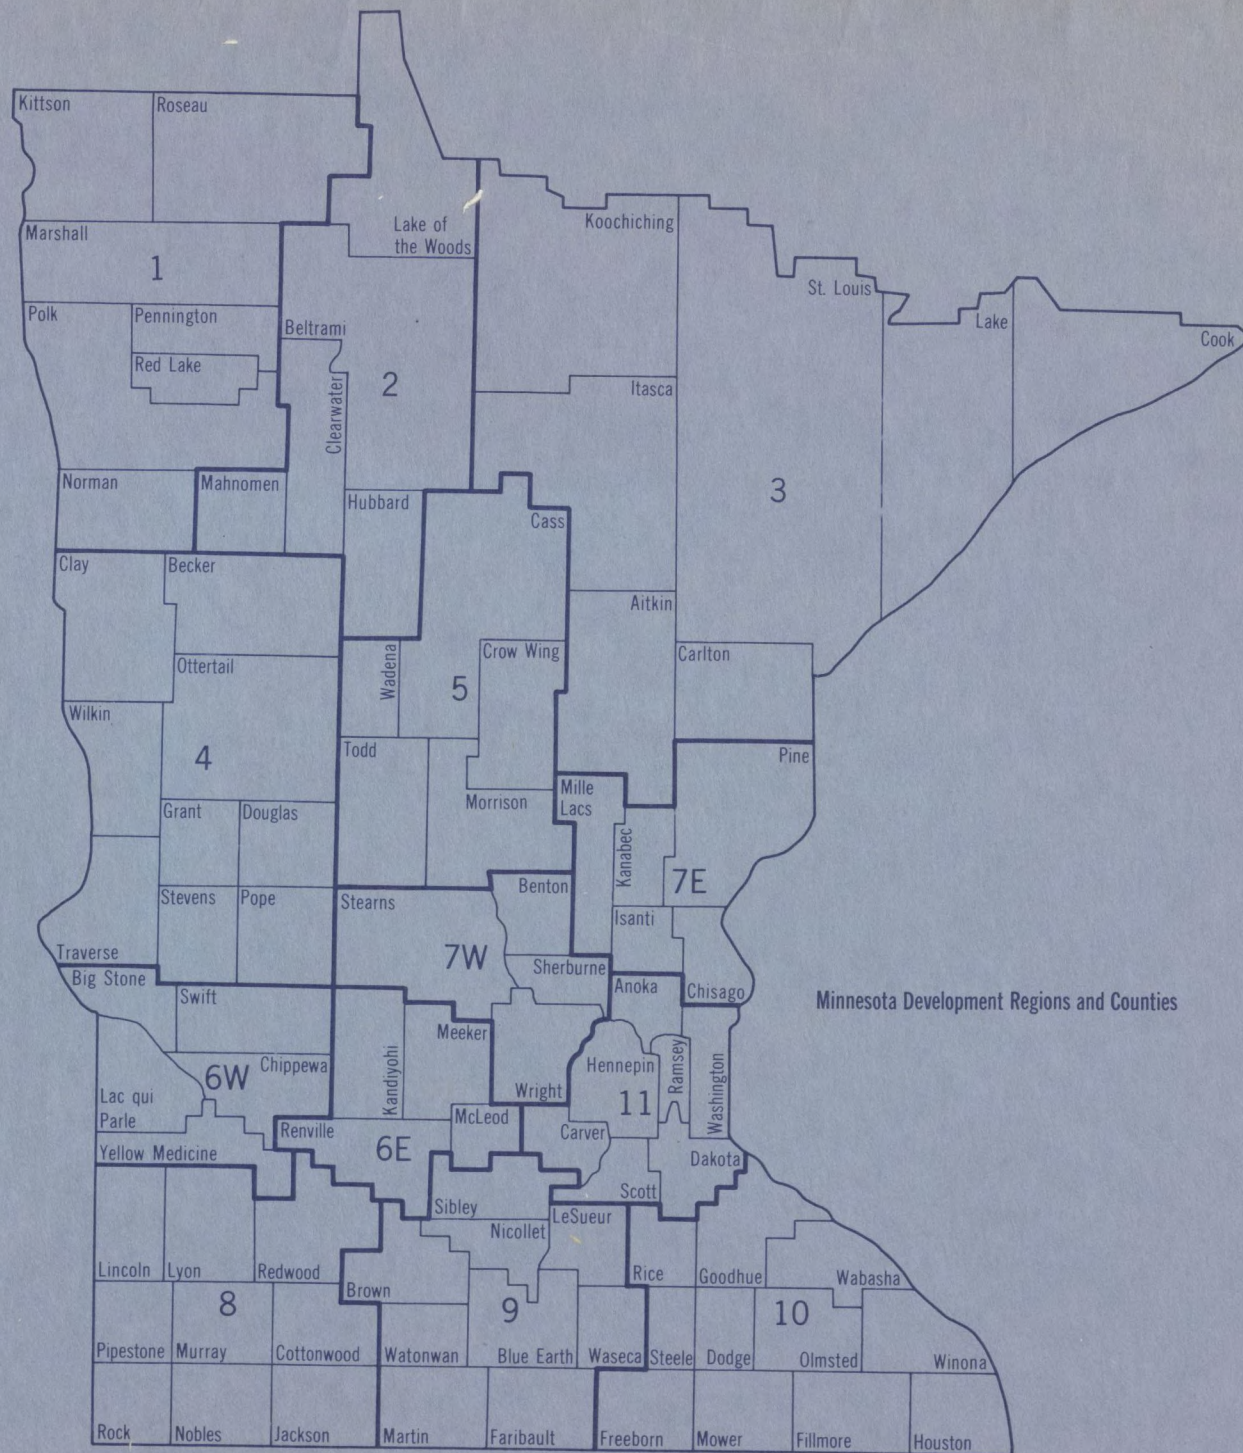 Kittson
Roseau
Marshall
1
Lake of
the Woods
Koochiching
St. Louis
Lake
Cook
Polk
Pennington
Red Lake
Beltrami
Clearwater
2
Itasca
3
Norman
Mahnomen
Hubbard
Cass
Clay
Becker
Aitkin
Carlton
Ottertail
Wadena
Crow Wing
5
Wilkin
4
Todd
Pine
Grant
Douglas
Morrison
Mille
Lacs
Kanabec
7E
Stevens
Pope
Stearns
Benton
Isanti
Traverse
Big Stone
Swift
7W
Sherburne
Anoka
Chisago
Minnesota Development Regions and Counties
Meeker
Kandiyohi
Chippewa
6W
Lac qui
Parle
Wright
Hennepin
Ramsey
Washington
11
Renville
McLeod
Carver
Yellow Medicine
6E
Dakota
Scott
Sibley
Nicollet
LeSueur
Lincoln
Lyon
Redwood
Brown
Rice
Goodhue
Wabasha
8
9
10
Pipestone
Murray
Cottonwood
Watonwan
Blue Earth
Waseca
Steele
Dodge
Olmsted
Winona
Rock
Nobles
Jackson
Martin
Faribault
Freeborn
Mower
Fillmore
Houston